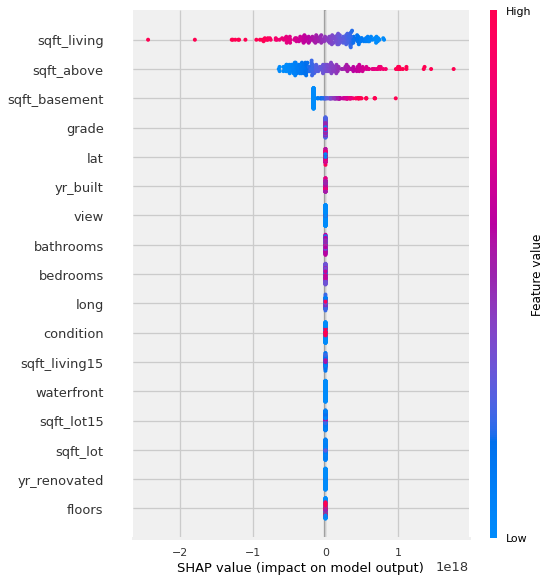 High
sqft_living
sqft_above
sqft_basement
grade
lat
yr_built
view
bathrooms
bedrooms
long
condition
sqft_living15
waterfront
sqft_lot15
sqft_lot
yr_renovated
floors
Feature value
Low
−2 −1 0 1
1e18
SHAP value (impact on model output)